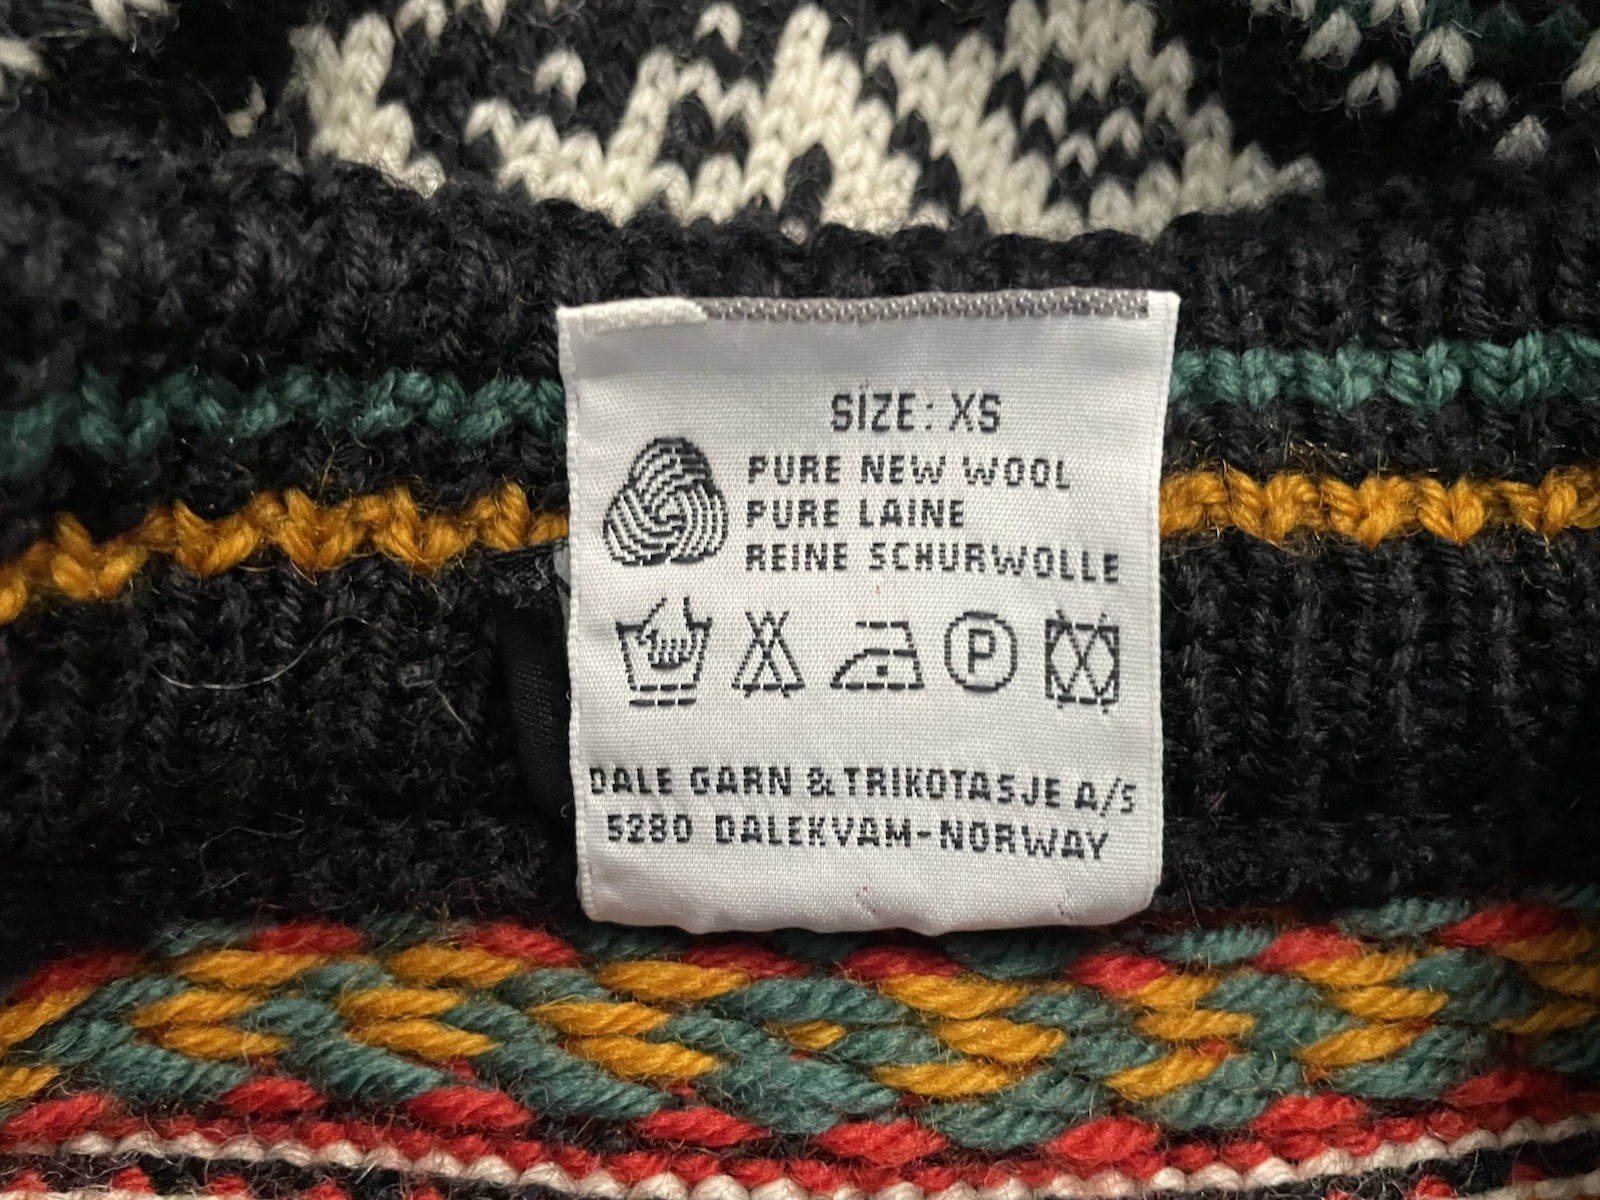 SIZE: XS
PURE NEW WOOL
PURE LAINE
REINE SCHURWOLLE
P
DALE GARN & TRIKOTASJE A/S
5280 DALEKVAM-NORWAY